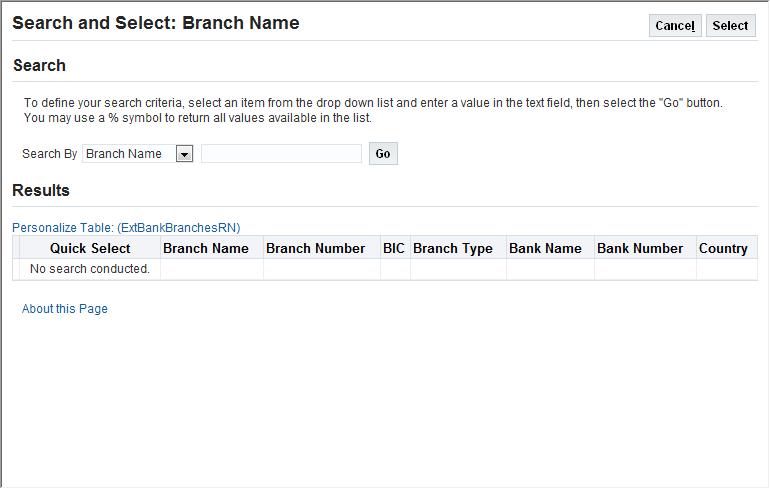 Search and Select: Branch Name
Cancel Select
Search
To define your search criteria, select an item from the drop down list and enter a value in the text field, then select the "Go" button.
You may use a % symbol to return all values available in the list.
Search By Branch Name Go
Results
Personalize Table: (ExtBankBranchesRN)
Quick Select Branch Name Branch Number BIC Branch Type Bank Name Bank Number Country
No search conducted.
About this Page